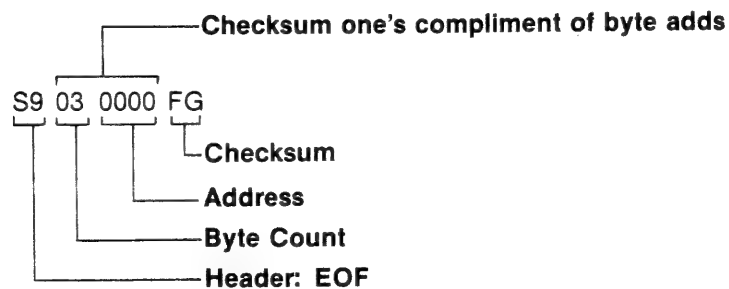 Checksum one's compliment of byte adds
S9 03 0000 FG
Checksum
Address
Byte Count
Header: EOF